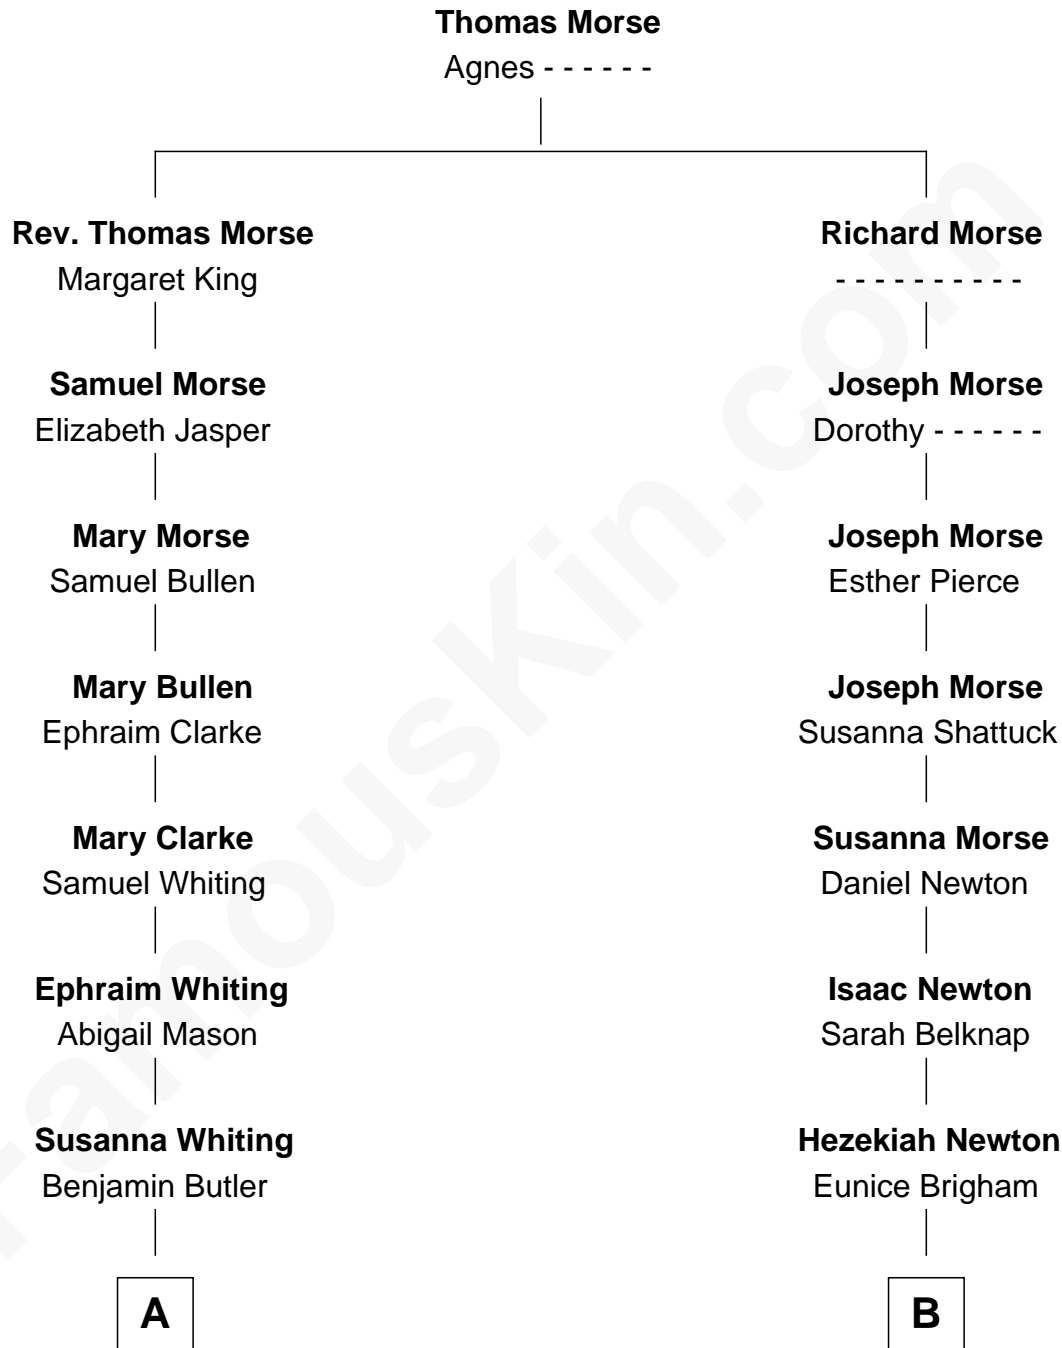 Thomas Morse
Agnes - - - - - -
Rev. Thomas Morse
Margaret King
Samuel Morse
Elizabeth Jasper
Mary Morse
Samuel Bullen
Mary Bullen
Ephraim Clarke
Mary Clarke
Samuel Whiting
Ephraim Whiting
Abigail Mason
Susanna Whiting
Benjamin Butler
A
Richard Morse
- - - - - - - - - -
Joseph Morse
Dorothy - - - - - -
Joseph Morse
Esther Pierce
Joseph Morse
Susanna Shattuck
Susanna Morse
Daniel Newton
Isaac Newton
Sarah Belknap
Hezekiah Newton
Eunice Brigham
B
FamousKin.com